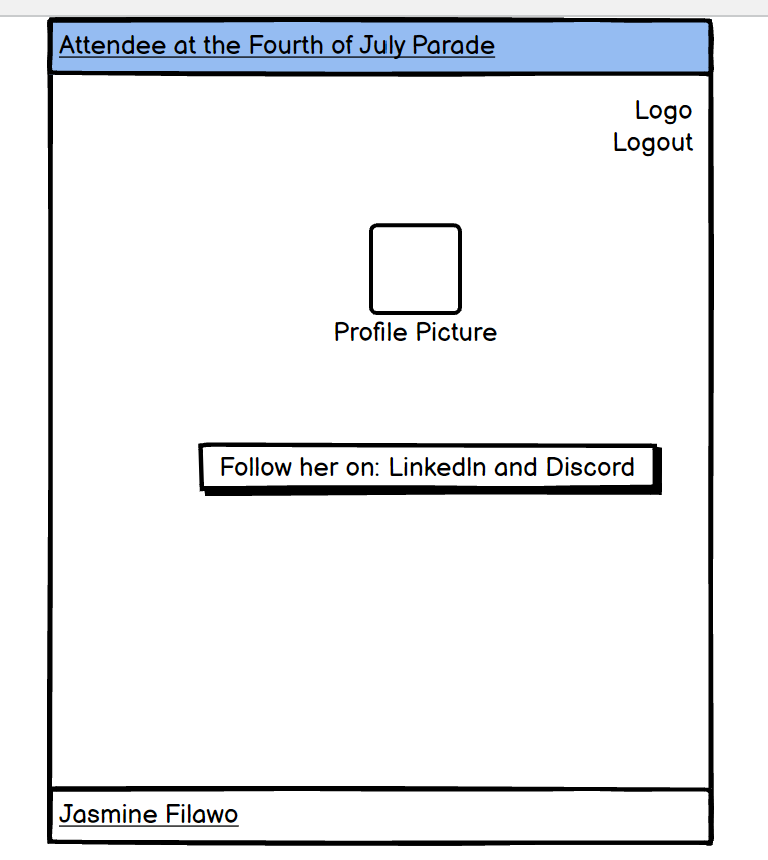 Attendee at the Fourth of July Parade
Logo
Logout
Profile Picture
Follow her on: LinkedIn and Discord
Jasmine Filawo